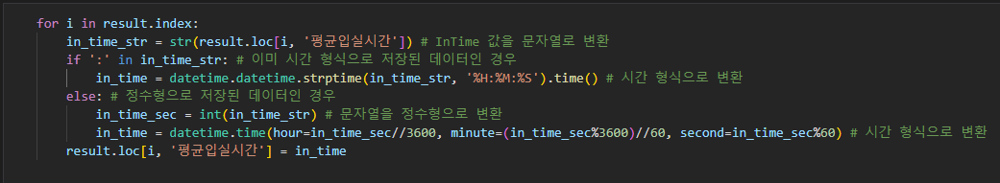 for i in result.index:
    in_time_str = str(result.loc[i, '평균입실시간']) # InTime 값을 문자열로 변환
    if ':' in in_time_str: # 이미 시간 형식으로 저장된 데이터인 경우
        in_time = datetime.datetime.strptime(in_time_str, '%H:%M:%S').time() # 시간 형식으로 변환
    else: # 정수형으로 저장된 데이터인 경우
        in_time_sec = int(in_time_str) # 문자열을 정수형으로 변환
        in_time = datetime.time(hour=in_time_sec//3600, minute=(in_time_sec%3600)//60, second=in_time_sec%60) # 시간 형식으로 변환
    result.loc[i, '평균입실시간'] = in_time